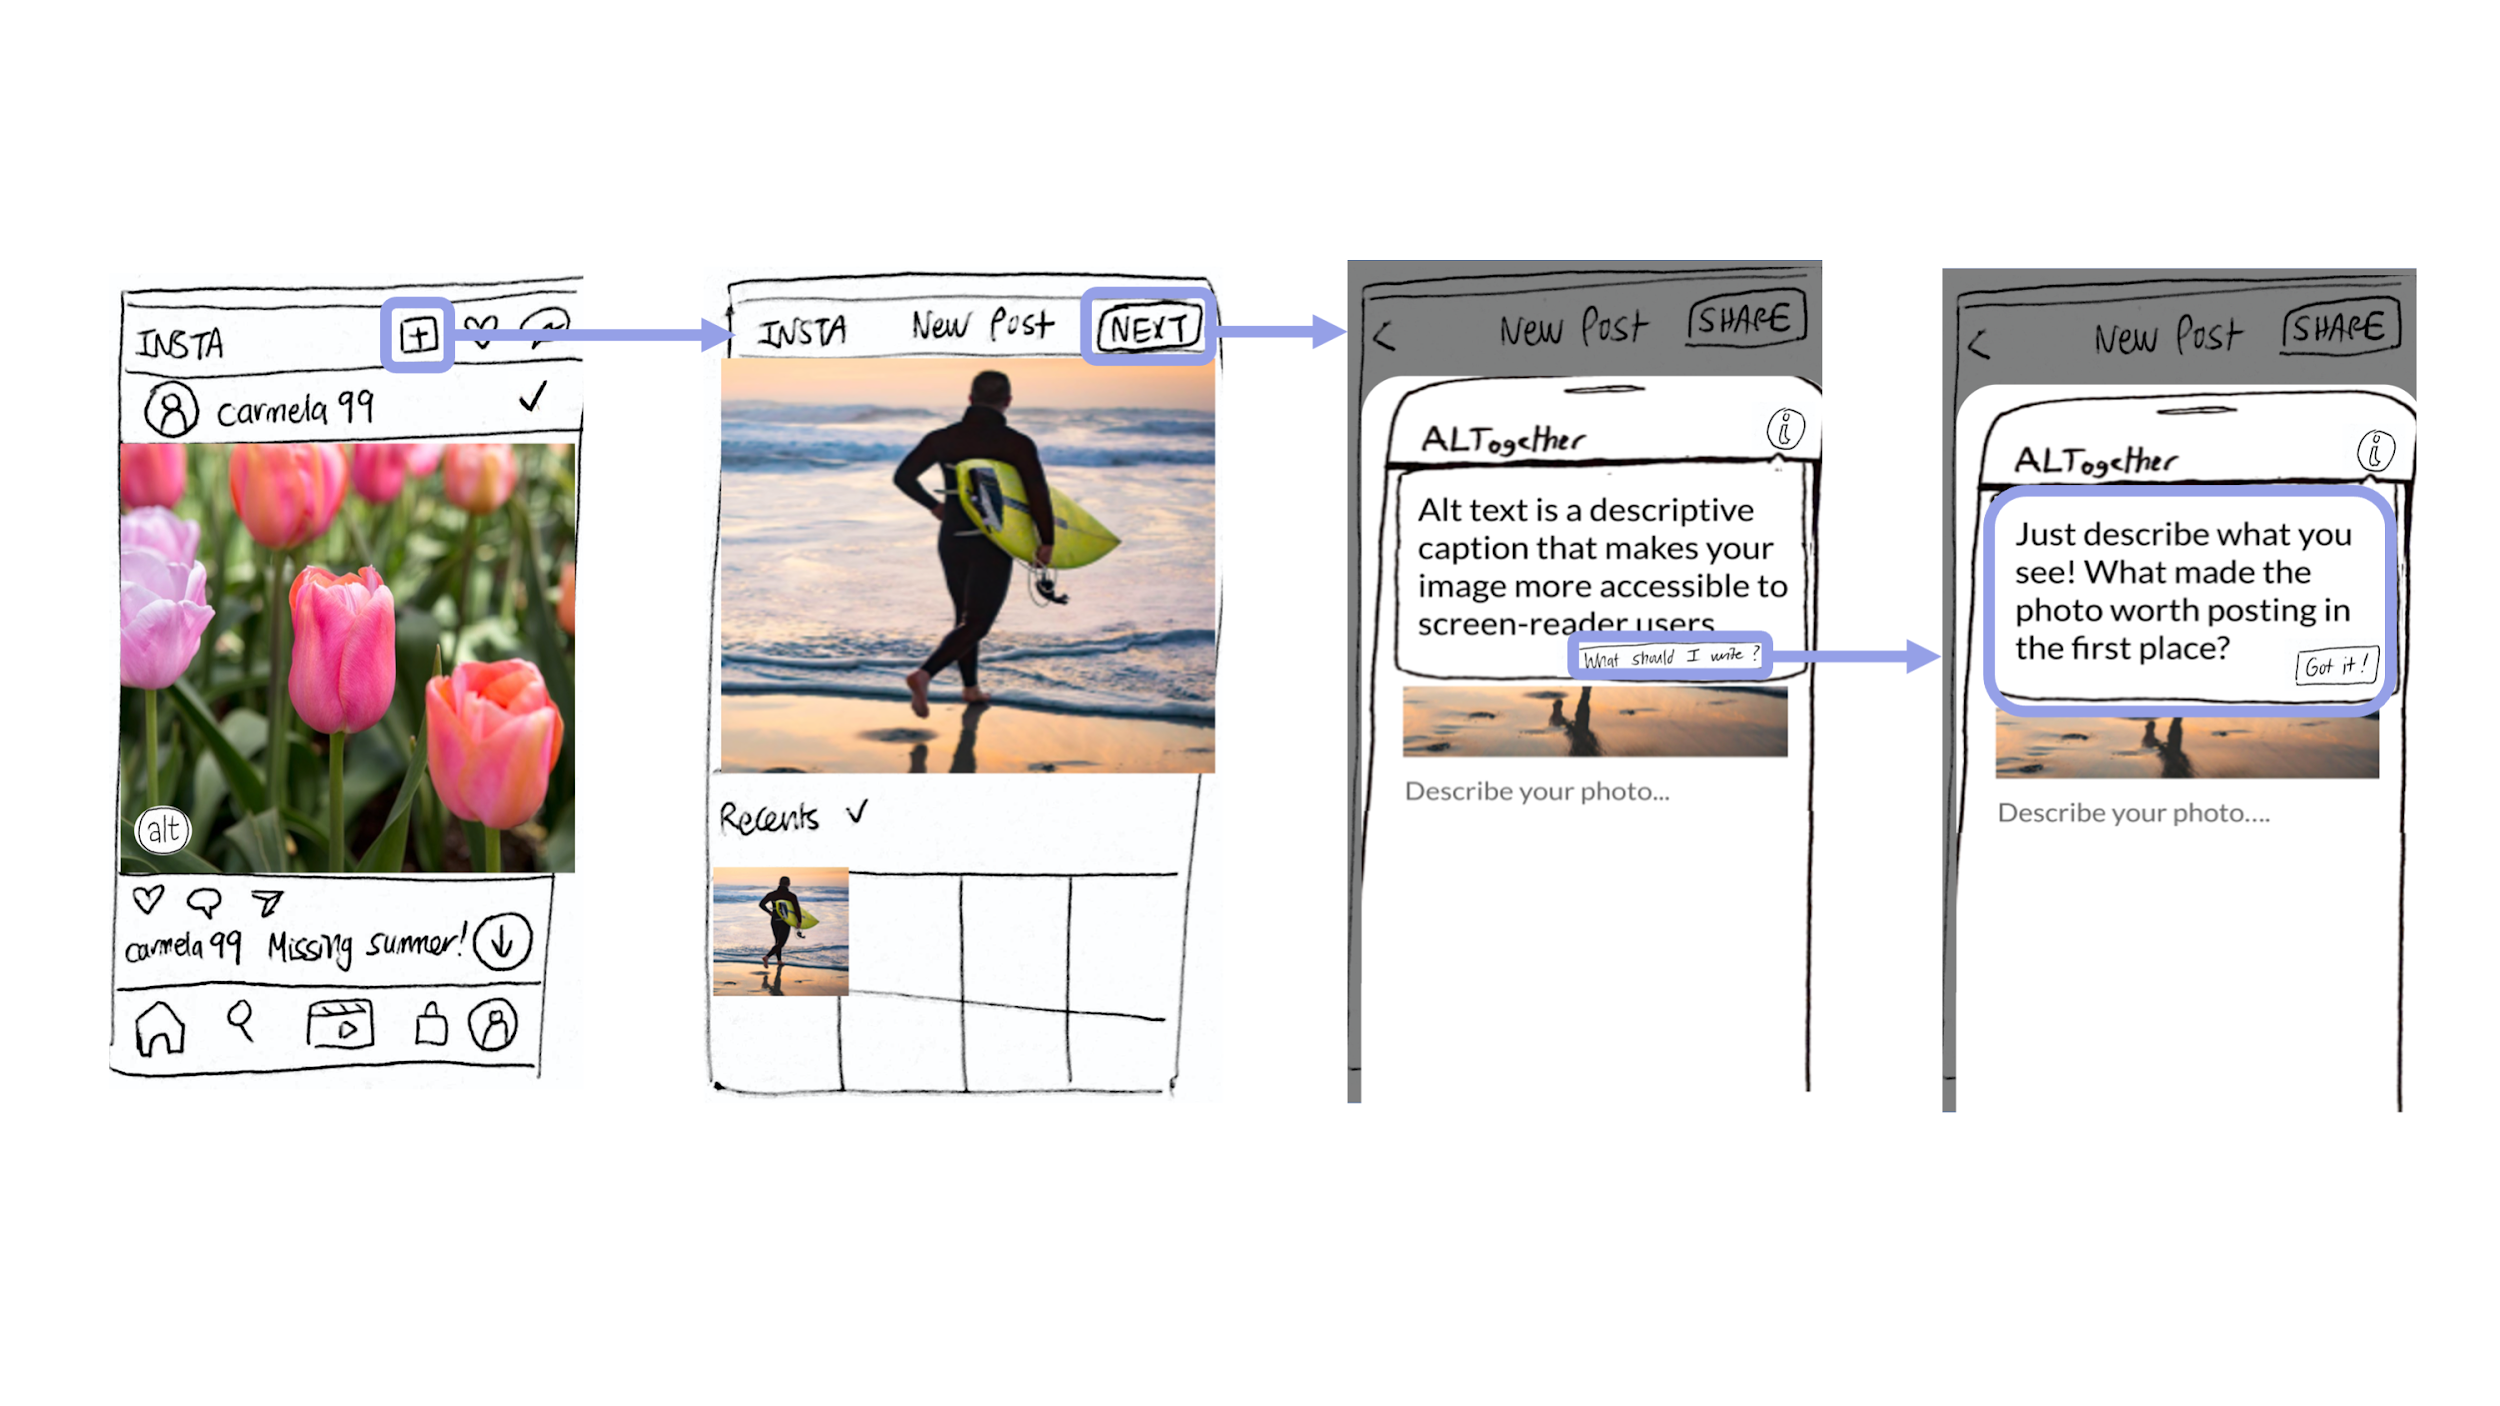 INSTA
carmela 99
alt
carmela 99 Missing summer!
INSTA New Post NEXT
Recents
< New Post SHARE
ALTogether i
Alt text is a descriptive
caption that makes your
image more accessible to
screen-reader users
What should I write?
Describe your photo...
< New Post SHARE
ALTogether i
Just describe what you
see! What made the
photo worth posting in
the first place?
Got it!
Describe your photo....